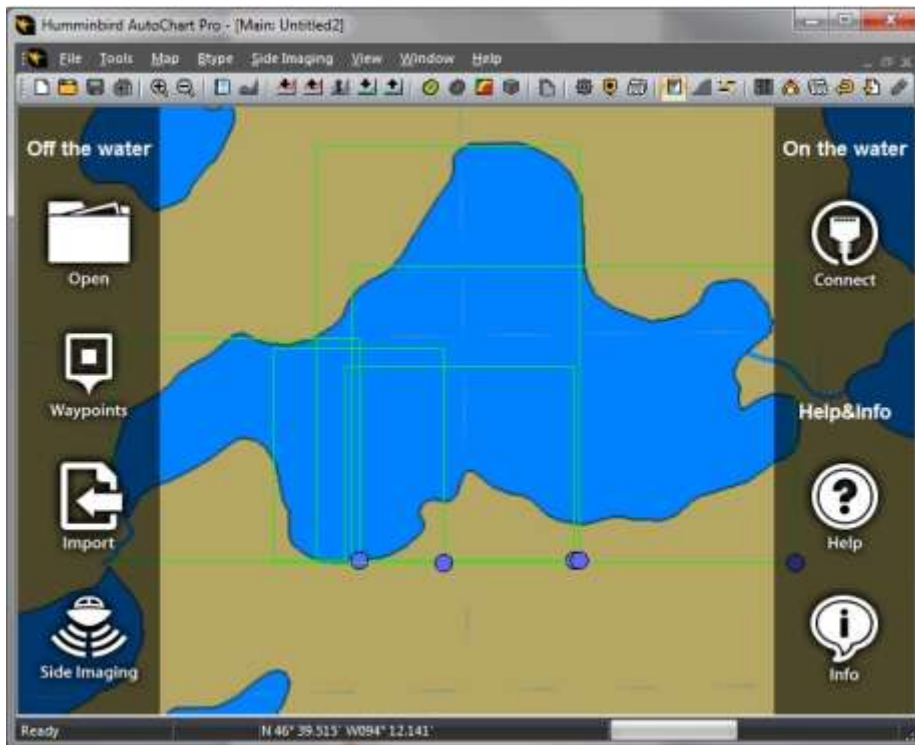 Humminbird AutoChart Pro - [Main: Untitled2]
File Tools Map Btype Side Imaging View Window Help
Off the water
On the water
Open
Connect
Waypoints
Help&Info
Import
Help
Side Imaging
Info
Ready
N 46° 39.515' W094° 12.141'